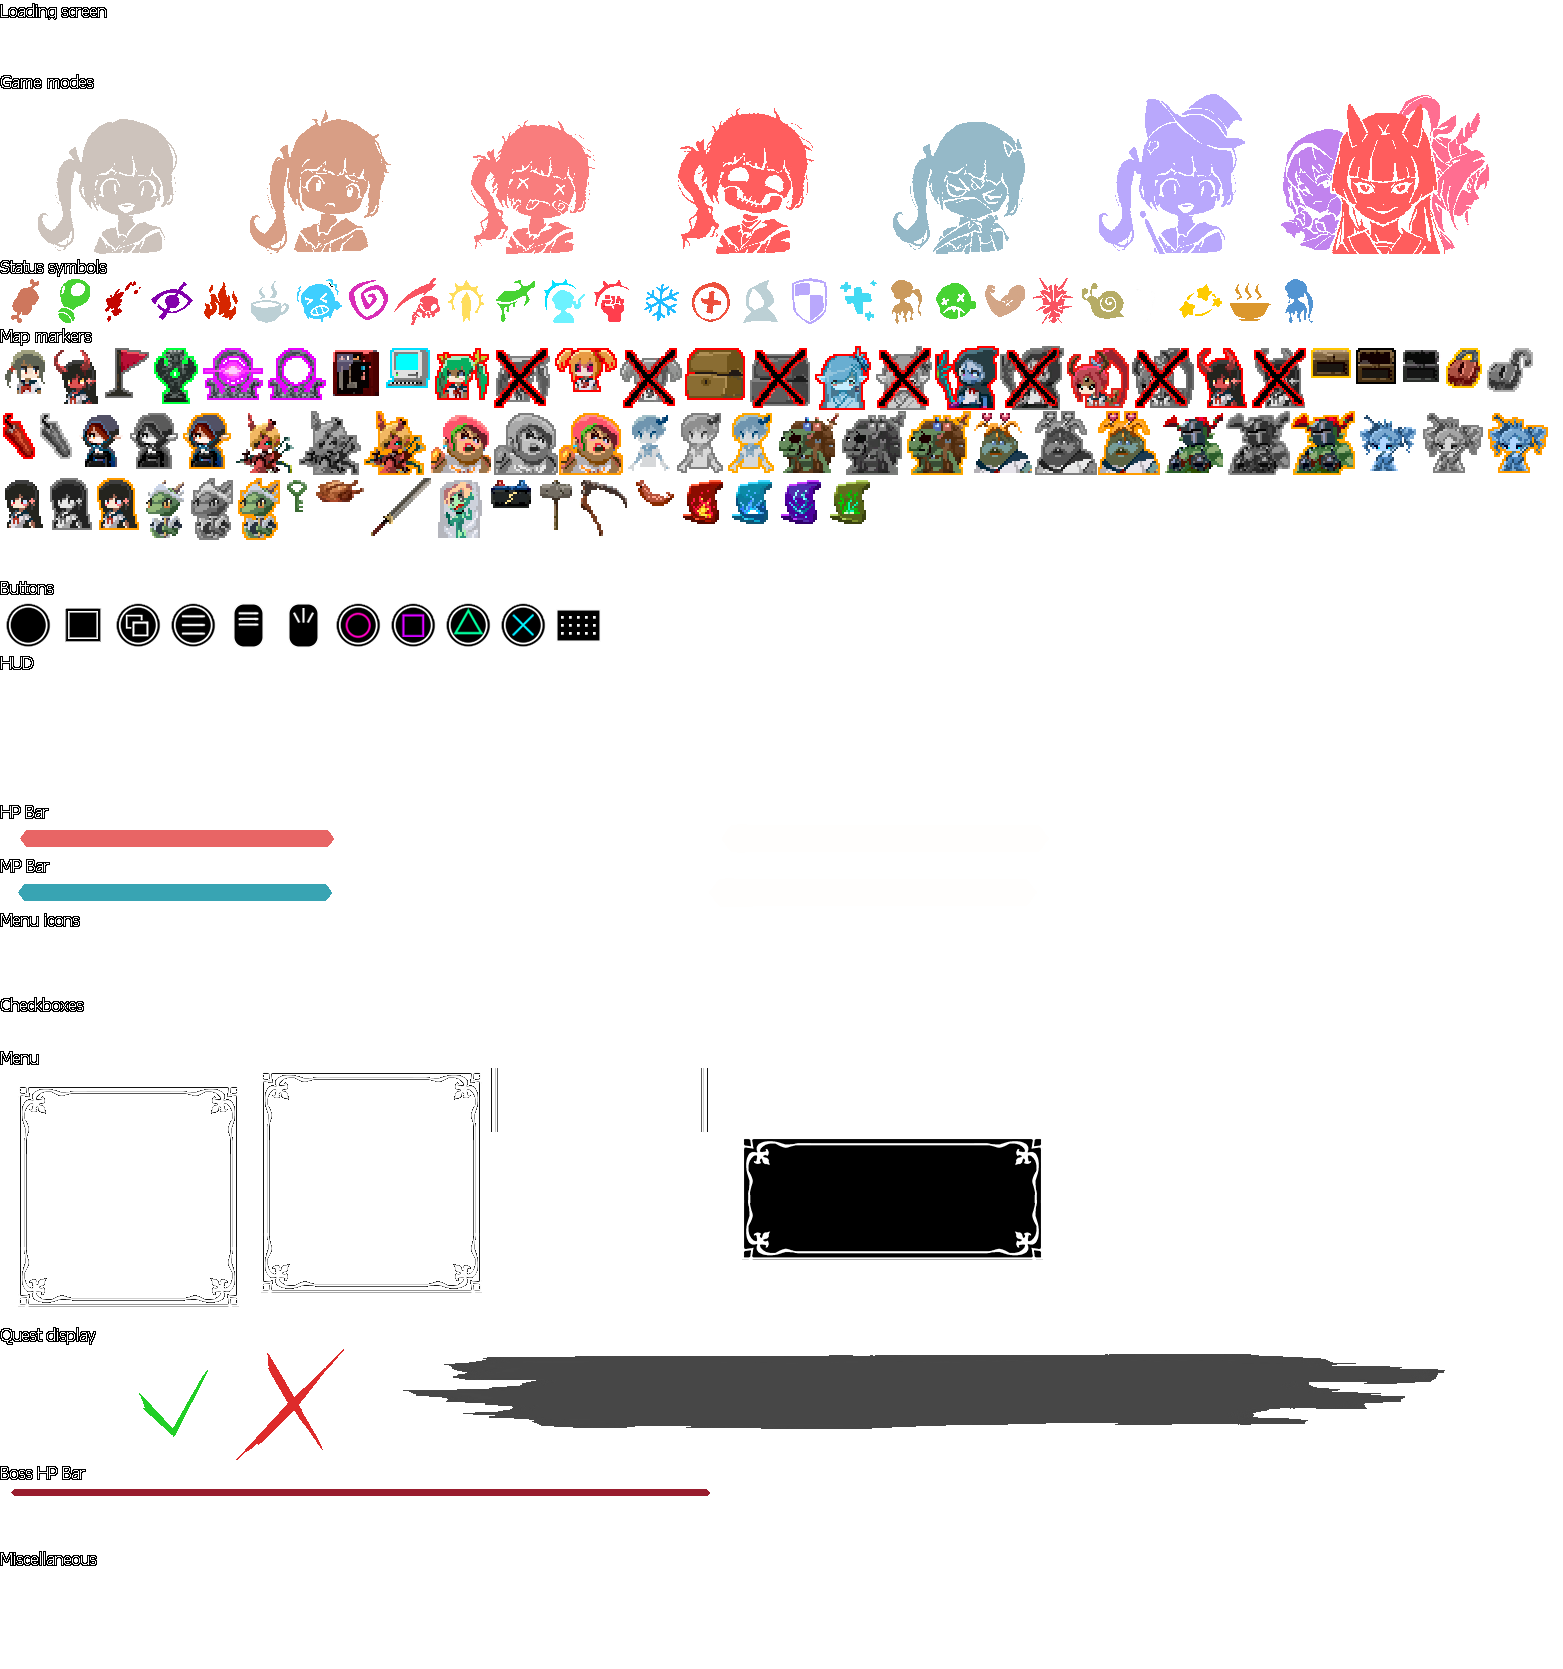 Loading screen
Game modes
Status symbols
Map markers
Buttons
HUD
HP Bar
MP Bar
Menu icons
Checkboxes
Menu
Quest display
Boss HP Bar
Miscellaneous